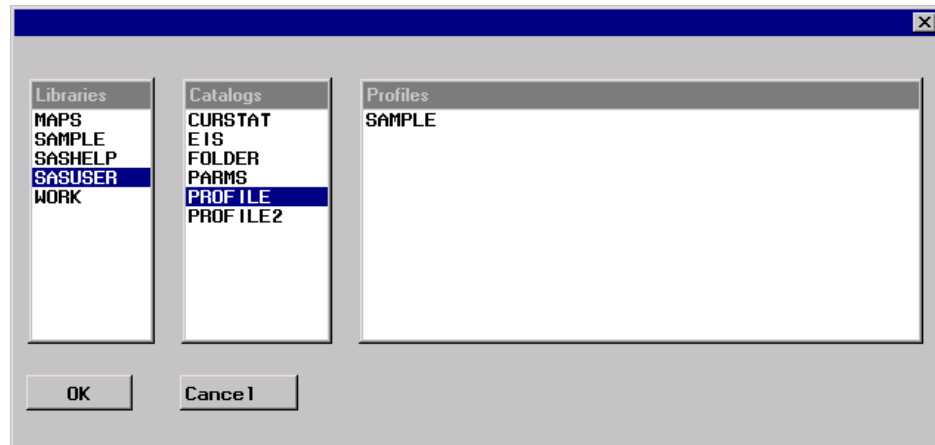 Libraries
MAPS
SAMPLE
SASHELP
SASUSER
WORK
Catalogs
CURSTAT
EIS
FOLDER
PARMS
PROFILE
PROFILE2
Profiles
SAMPLE
OK
Cancel